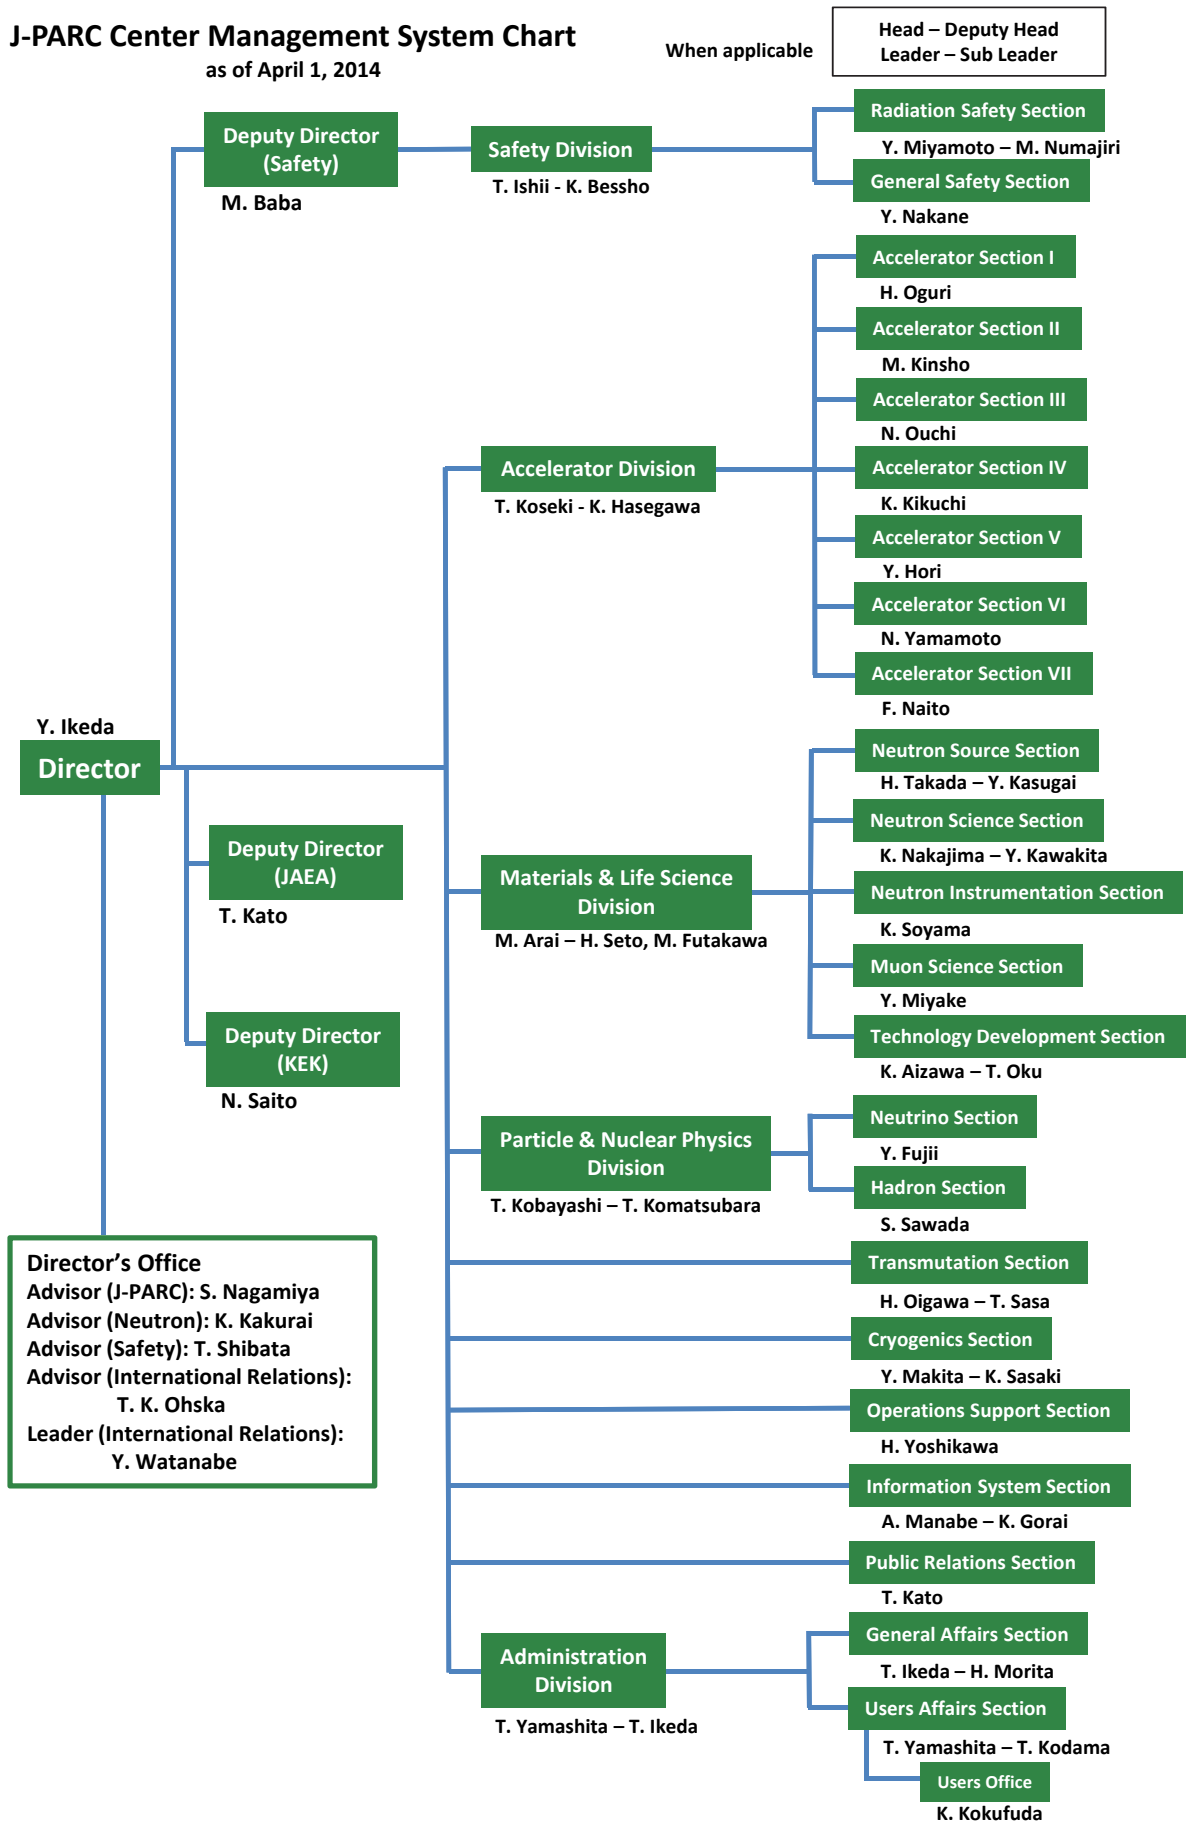 J-PARC Center Management System Chart
as of April 1, 2014
When applicable
Head – Deputy Head
Leader – Sub Leader
Deputy Director
(Safety)
M. Baba
Safety Division
T. Ishii - K. Bessho
Radiation Safety Section
Y. Miyamoto – M. Numajiri
General Safety Section
Y. Nakane
Accelerator Section I
H. Oguri
Accelerator Section II
M. Kinsho
Accelerator Section III
N. Ouchi
Accelerator Division
T. Koseki - K. Hasegawa
Accelerator Section IV
K. Kikuchi
Accelerator Section V
Y. Hori
Accelerator Section VI
N. Yamamoto
Accelerator Section VII
F. Naito
Y. Ikeda
Director
Deputy Director
(JAEA)
T. Kato
Deputy Director
(KEK)
N. Saito
Materials & Life Science
Division
M. Arai – H. Seto, M. Futakawa
Neutron Source Section
H. Takada – Y. Kasugai
Neutron Science Section
K. Nakajima – Y. Kawakita
Neutron Instrumentation Section
K. Soyama
Muon Science Section
Y. Miyake
Technology Development Section
K. Aizawa – T. Oku
Particle & Nuclear Physics
Division
T. Kobayashi – T. Komatsubara
Neutrino Section
Y. Fujii
Hadron Section
S. Sawada
Director's Office
Advisor (J-PARC): S. Nagamiya
Advisor (Neutron): K. Kakurai
Advisor (Safety): T. Shibata
Advisor (International Relations):
T. K. Ohska
Leader (International Relations):
Y. Watanabe
Transmutation Section
H. Oigawa – T. Sasa
Cryogenics Section
Y. Makita – K. Sasaki
Operations Support Section
H. Yoshikawa
Information System Section
A. Manabe – K. Gorai
Public Relations Section
T. Kato
Administration
Division
T. Yamashita – T. Ikeda
General Affairs Section
T. Ikeda – H. Morita
Users Affairs Section
T. Yamashita – T. Kodama
Users Office
K. Kokufuda